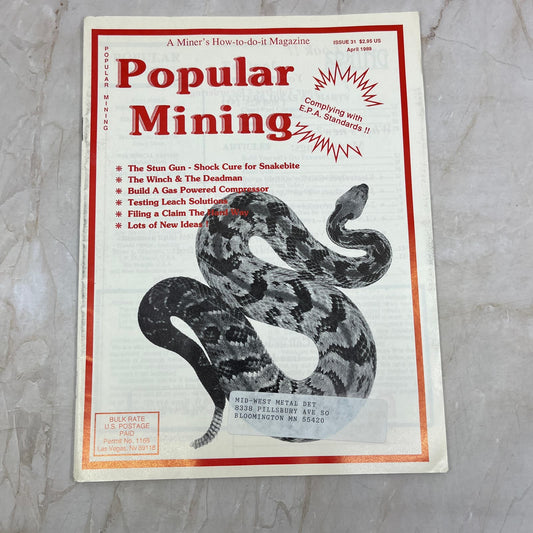 A Miner's How-to-do-it Magazine
ISSUE 31 $2.95 US
April 1989
POPULAR MINING
Popular
Mining
Complying with
E.P.A. Standards !!
The Stun Gun - Shock Cure for Snakebite
The Winch & The Deadman
Build A Gas Powered Compressor
Testing Leach Solutions
Filing a Claim The Hard Way
Lots of New Ideas !
MID-WEST METAL DET
8338 PILLSBURY AVE SO
BLOOMINGTON MN 55420
BULK RATE
U.S. POSTAGE
PAID
Permit No. 1165
Las Vegas, NV 89118